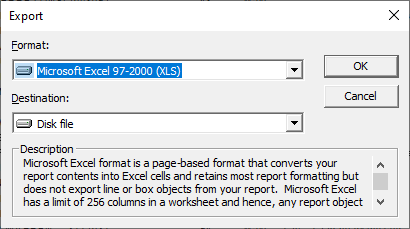 Export
Format:
Microsoft Excel 97-2000 (XLS)
OK
Cancel
Destination:
Disk file
Description
Microsoft Excel format is a page-based format that converts your
report contents into Excel cells and retains most report formatting but
does not export line or box objects from your report.  Microsoft Excel
has a limit of 256 columns in a worksheet and hence, any report object